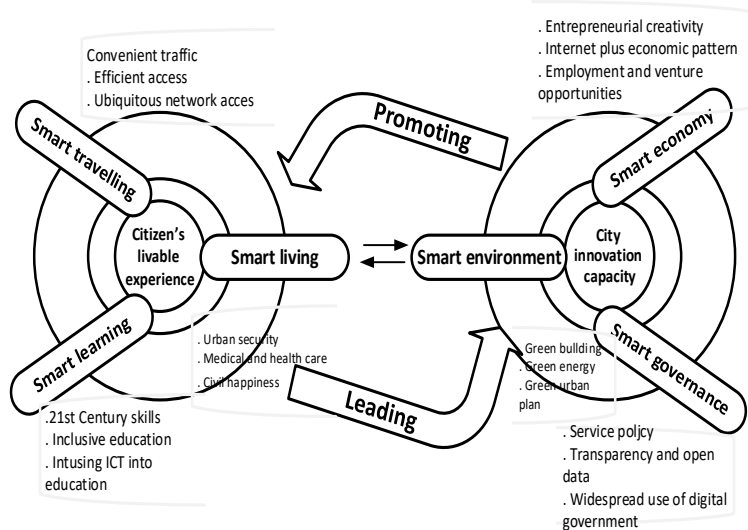 Convenient traffic
. Efficient access
. Ubiquitous network acces
. Entrepreneurial creativity
. Internet plus economic pattern
. Employment and venture
opportunities
Promoting
Smart travelling
Smart economy
Citizen's
livable
experience
Smart living
Smart environment
City
innovation
capacity
Smart learning
Smart governance
. Urban security
. Medical and health care
. Civil happiness
Leading
. Green bullding
. Green energy
. Green urban
plan
.21st Century skills
. Inclusive education
. Intusing ICT into
education
. Service poljcy
. Transparency and open
data
. Widespread use of digital
government